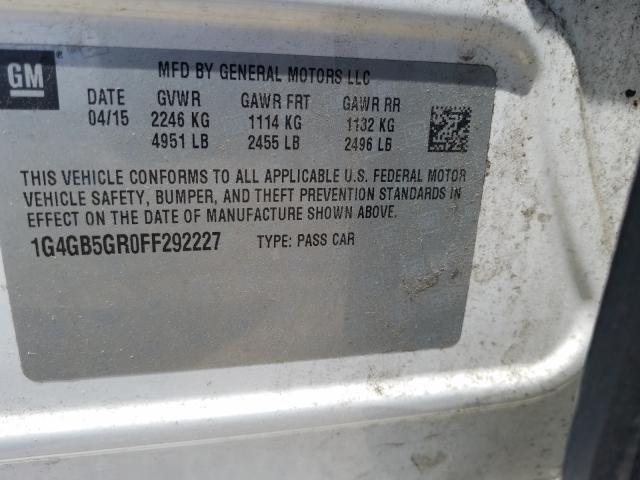 GM
MFD BY GENERAL MOTORS LLC
DATE GVWR GAWR FRT GAWR RR
04/15 2246 KG 1114 KG 1132 KG
4951 LB 2455 LB 2496 LB
THIS VEHICLE CONFORMS TO ALL APPLICABLE U.S. FEDERAL MOTOR
VEHICLE SAFETY, BUMPER, AND THEFT PREVENTION STANDARDS IN
EFFECT ON THE DATE OF MANUFACTURE SHOWN ABOVE.
1G4GB5GR0FF292227 TYPE: PASS CAR